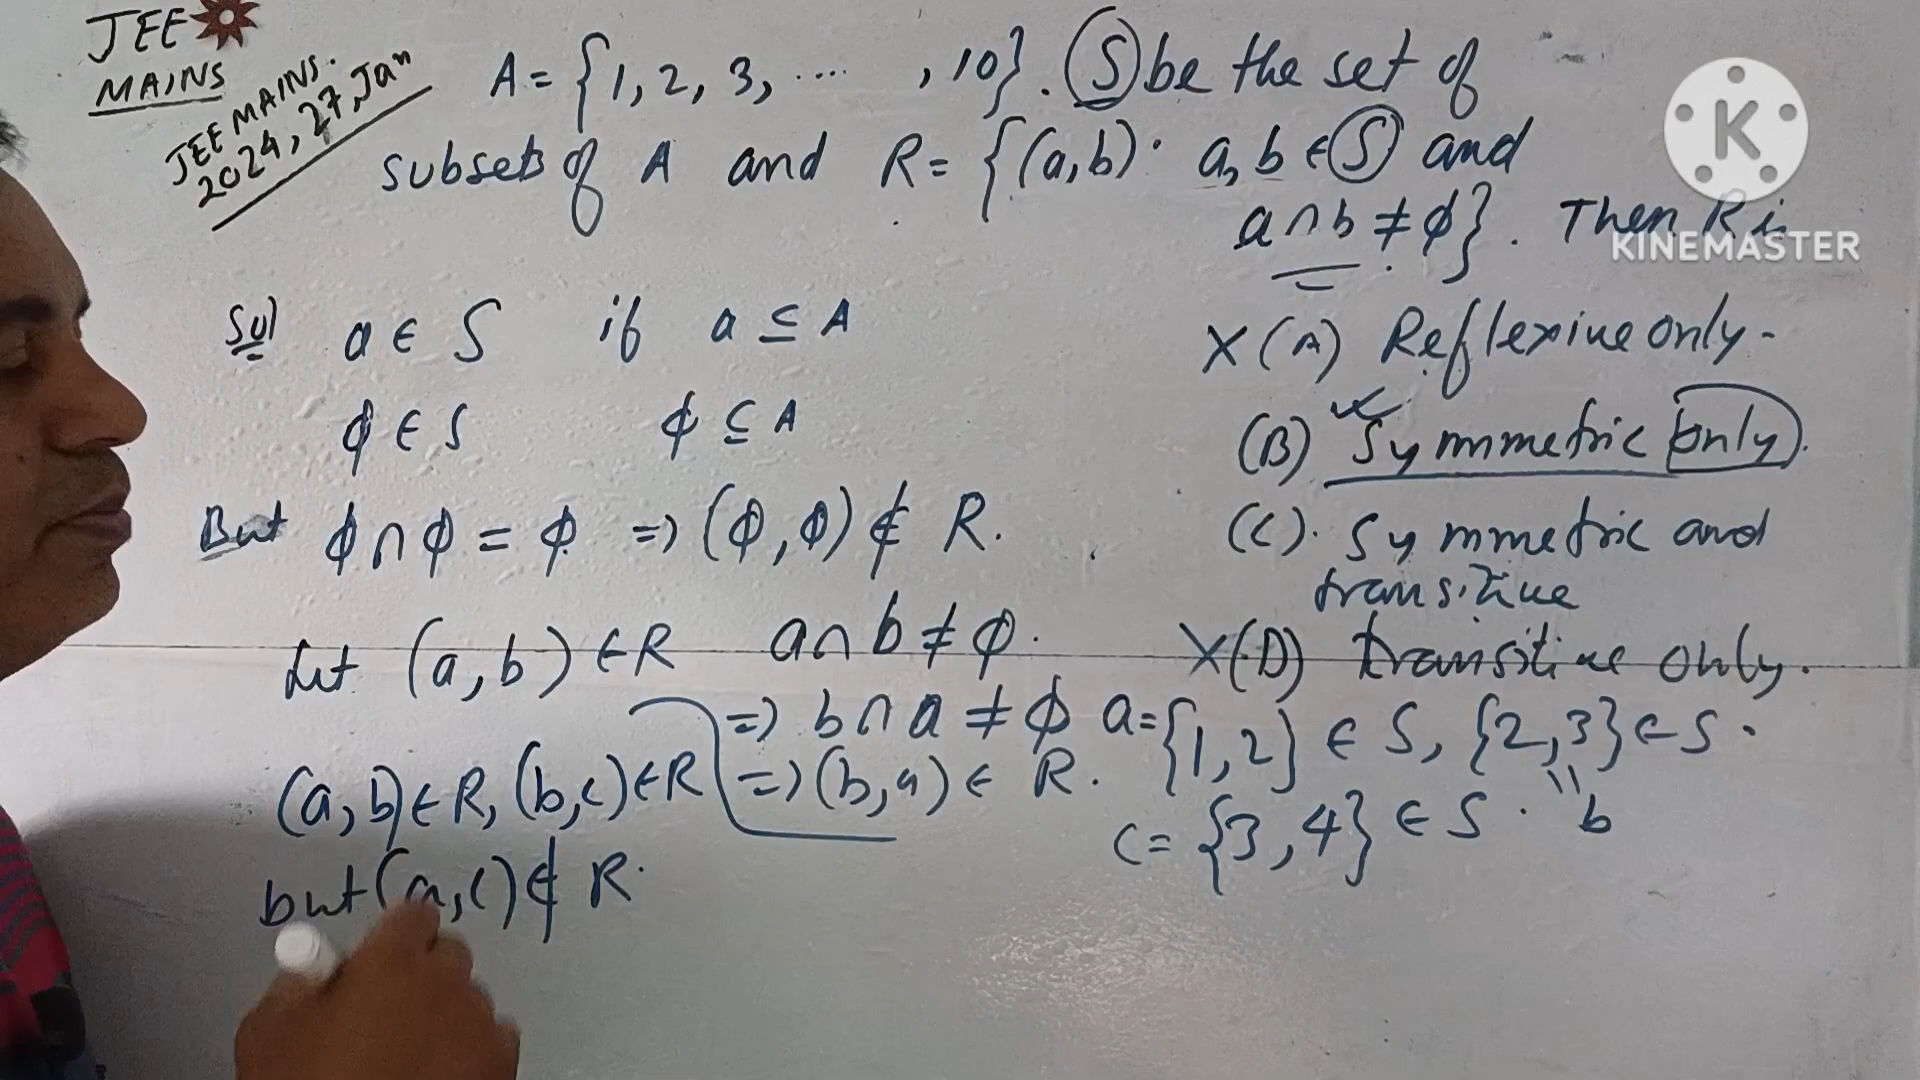 JEE
MAINS
JEE MAINS.
2024, 27, Jan
A = {1, 2, 3, ..... , 10}. S be the set of
subsets of A and R = {(a,b) : a, b ∈ S and
a ∩ b ≠ φ}. Then R is
K
KINEMASTER
Sol a ∈ S if a ⊆ A
φ ∈ S φ ⊆ A
But φ ∩ φ = φ ⇒ (φ, φ) ∉ R.
Let (a, b) ∈ R a ∩ b ≠ φ.
⇒ b ∩ a ≠ φ
⇒ (b, a) ∈ R.
(a, b) ∈ R, (b, c) ∈ R
but (a, c) ∉ R.
X (A) Reflexive only.
(B) Symmetric only.
(C). Symmetric and
transitive
X (D) transitive only.
a = {1, 2} ∈ S, {2, 3} ∈ S.
" b
c = {3, 4} ∈ S.